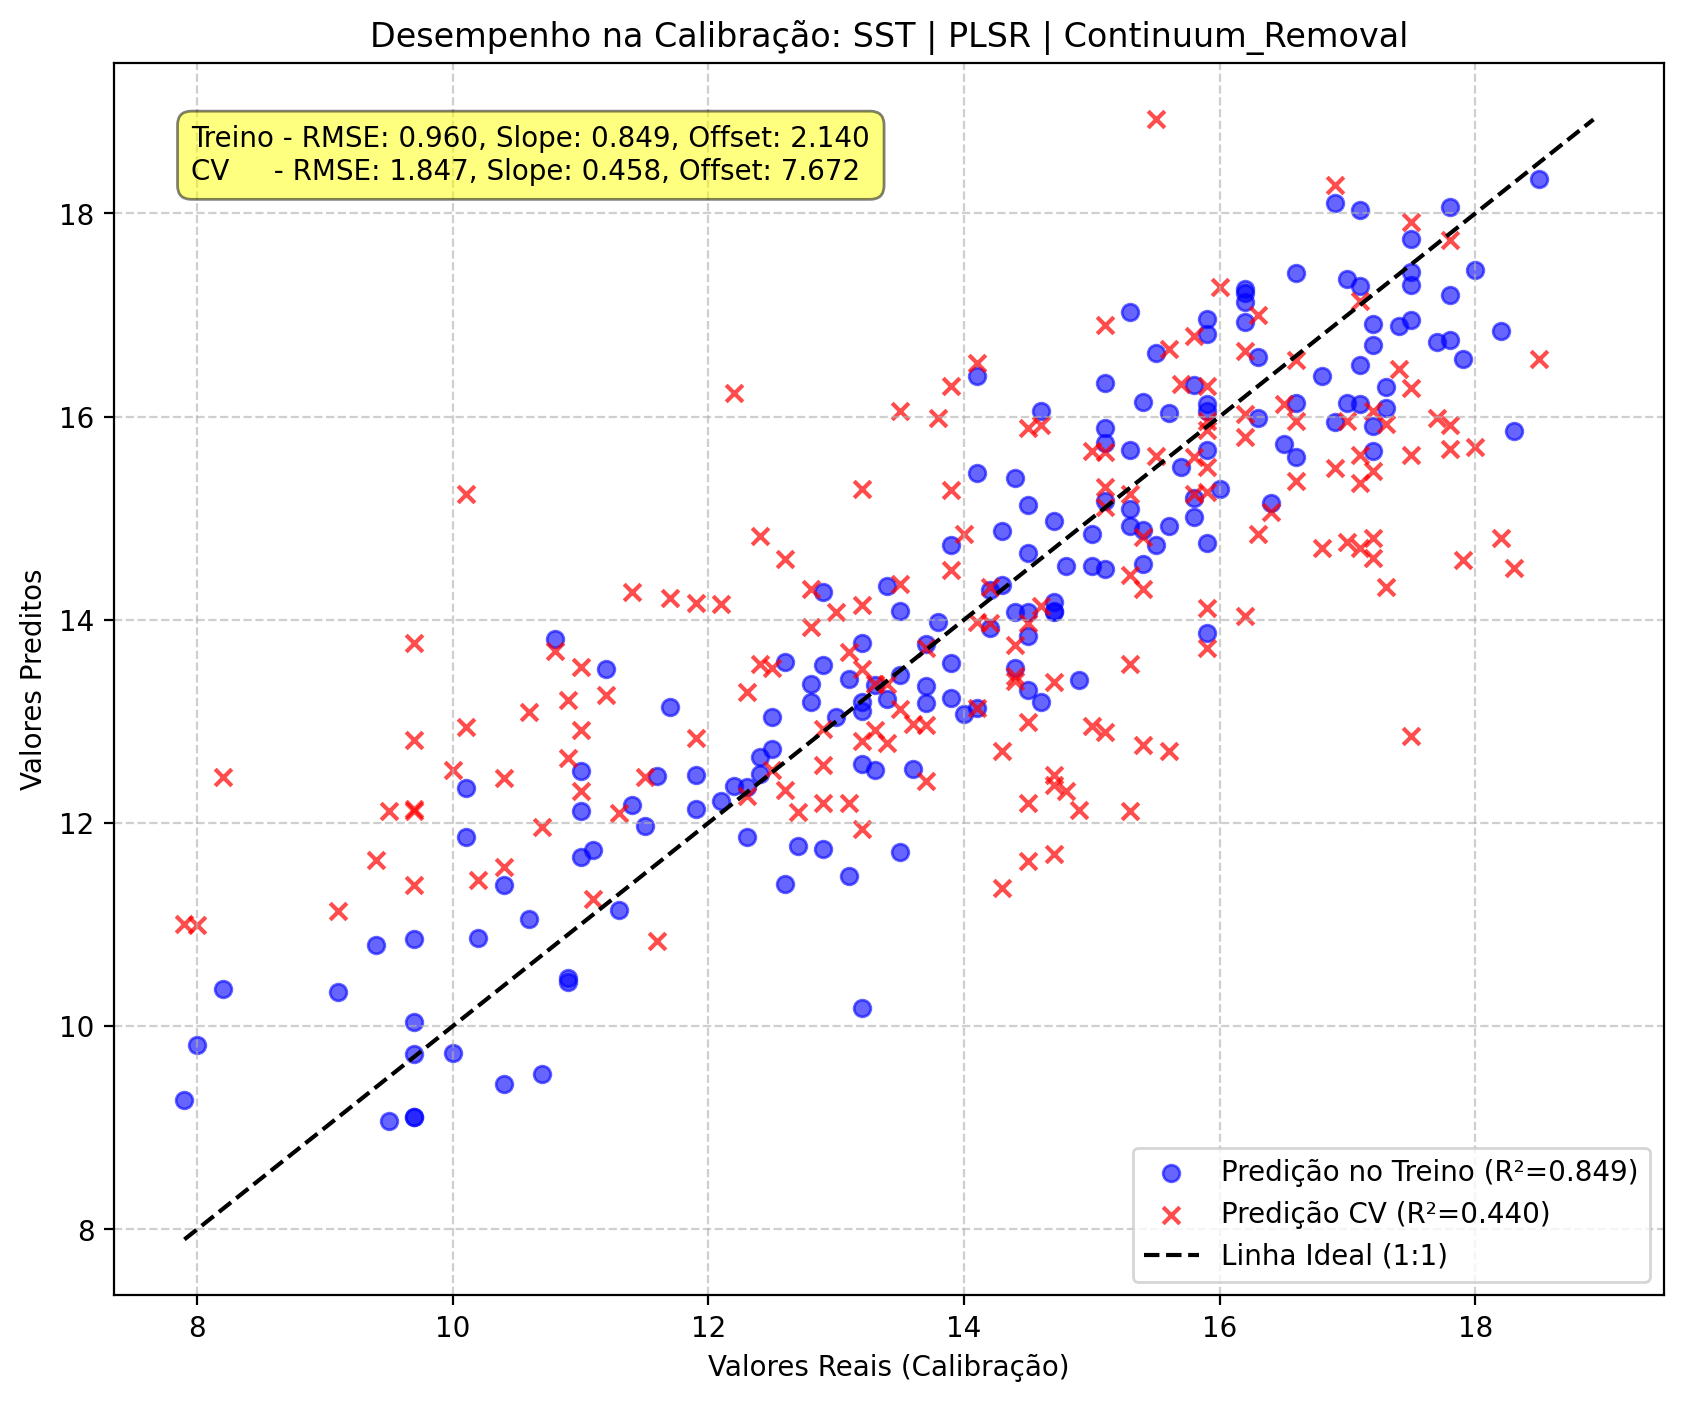 Desempenho na Calibração: SST | PLSR | Continuum_Removal
Treino - RMSE: 0.960, Slope: 0.849, Offset: 2.140
CV - RMSE: 1.847, Slope: 0.458, Offset: 7.672
Valores Preditos
18
16
14
12
10
8
Predição no Treino (R²=0.849)
Predição CV (R²=0.440)
Linha Ideal (1:1)
8 10 12 14 16 18
Valores Reais (Calibração)